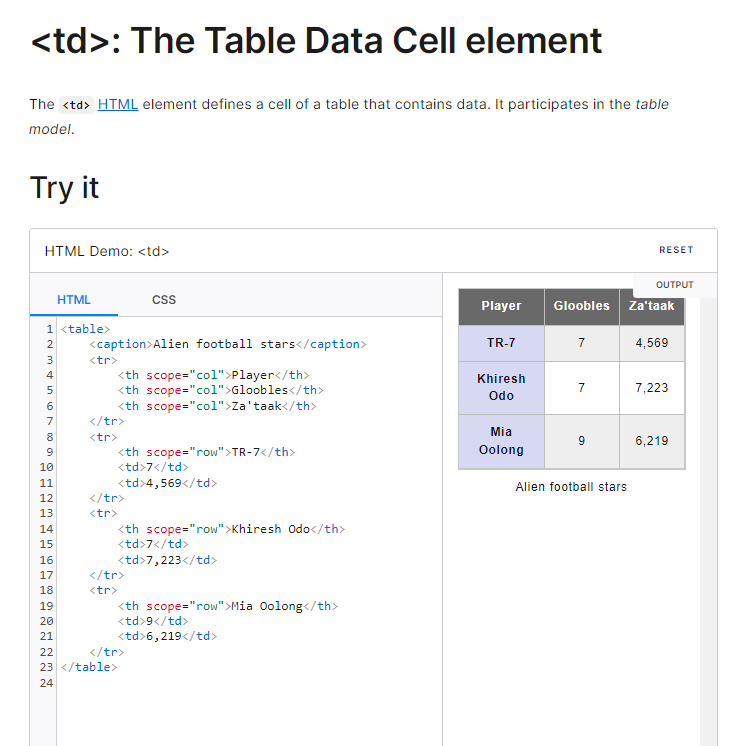 <td>: The Table Data Cell element
The <td> HTML element defines a cell of a table that contains data. It participates in the table
model.
Try it
HTML Demo: <td>
RESET
HTML CSS
1 <table>
2     <caption>Alien football stars</caption>
3     <tr>
4         <th scope="col">Player</th>
5         <th scope="col">Gloobles</th>
6         <th scope="col">Za'taak</th>
7     </tr>
8     <tr>
9         <th scope="row">TR-7</th>
10         <td>7</td>
11         <td>4,569</td>
12     </tr>
13     <tr>
14         <th scope="row">Khiresh Odo</th>
15         <td>7</td>
16         <td>7,223</td>
17     </tr>
18     <tr>
19         <th scope="row">Mia Oolong</th>
20         <td>9</td>
21         <td>6,219</td>
22     </tr>
23 </table>
24
OUTPUT
Player Gloobles Za'taak
TR-7 7 4,569
Khiresh
Odo 7 7,223
Mia
Oolong 9 6,219
Alien football stars